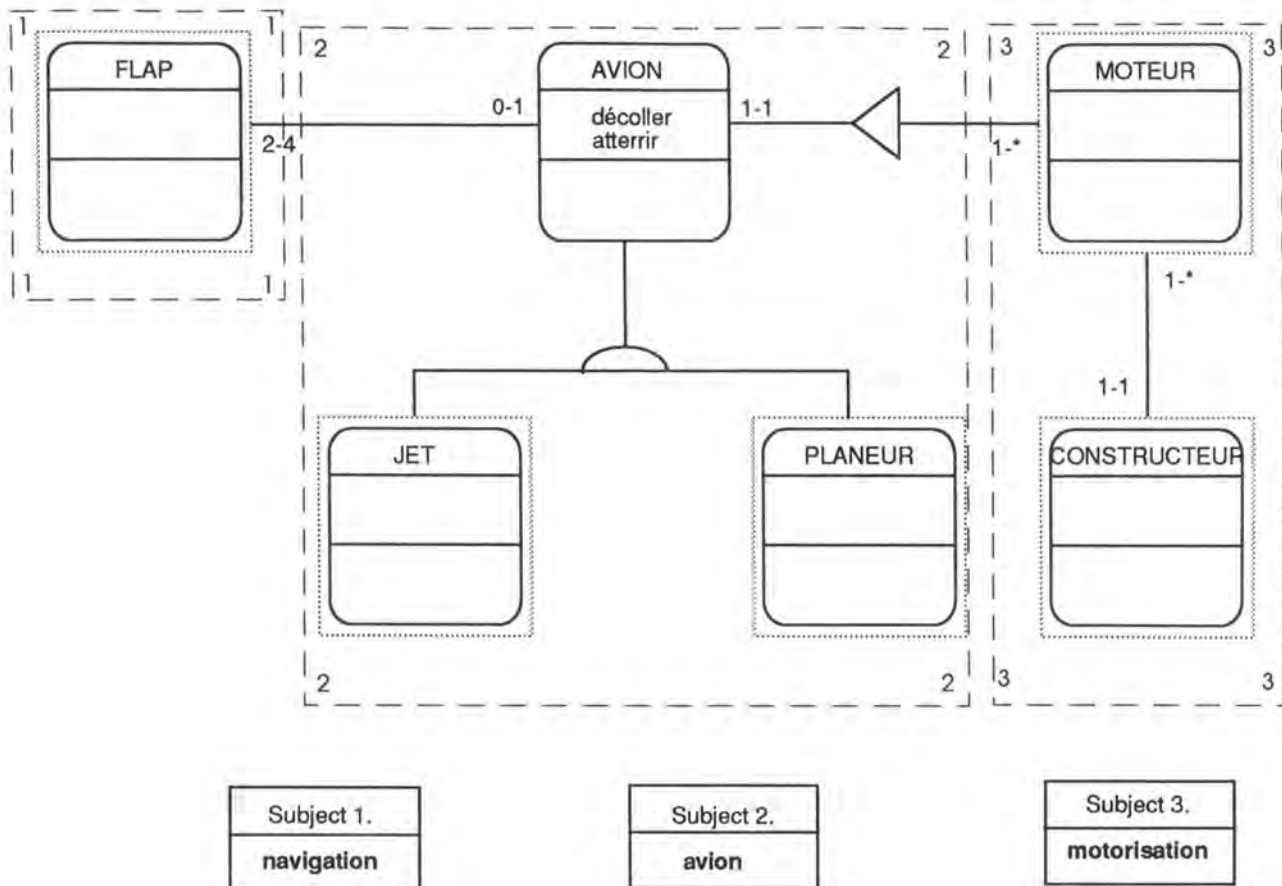 1 1
2 2
3 3
FLAP
AVION
MOTEUR
décoller
atterrir
0-1
1-1
2-4
1-*
1 1
1-*
1-1
JET
PLANEUR
CONSTRUCTEUR
2 2
3 3
Subject 1.
navigation
Subject 2.
avion
Subject 3.
motorisation